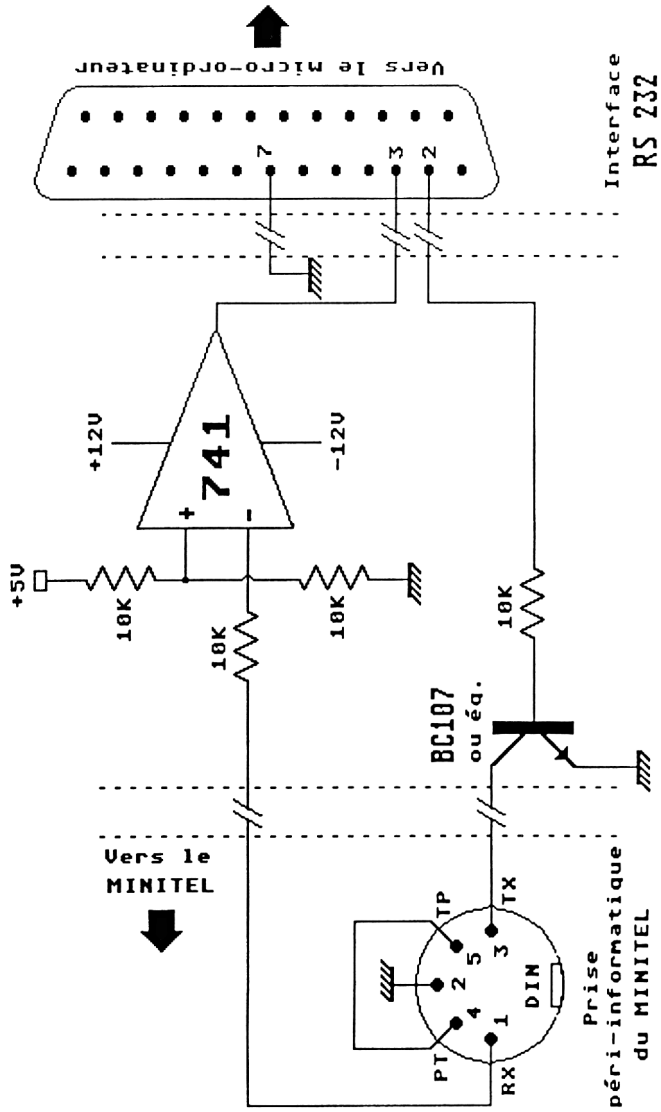 Vers le micro-ordinateur
7
3
2
Interface
RS 232
+12V
741
-12V
+
-
+5V
10K
10K
10K
10K
BC107
ou éq.
Vers le
MINITEL
PT
TP
4
2
5
1
3
RX
TX
DIN
Prise
péri-informatique
du MINITEL